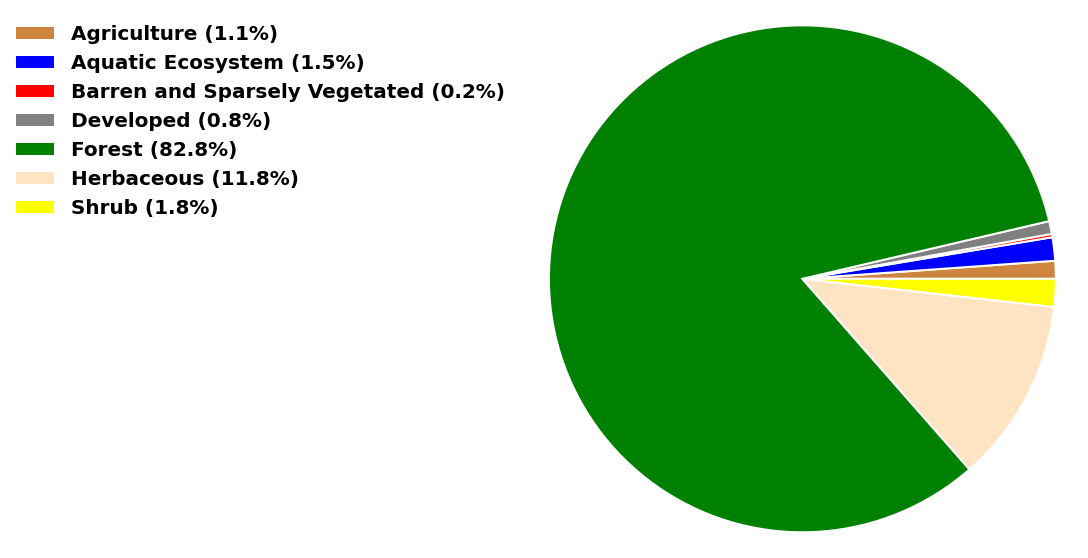 Agriculture (1.1%)
Aquatic Ecosystem (1.5%)
Barren and Sparsely Vegetated (0.2%)
Developed (0.8%)
Forest (82.8%)
Herbaceous (11.8%)
Shrub (1.8%)